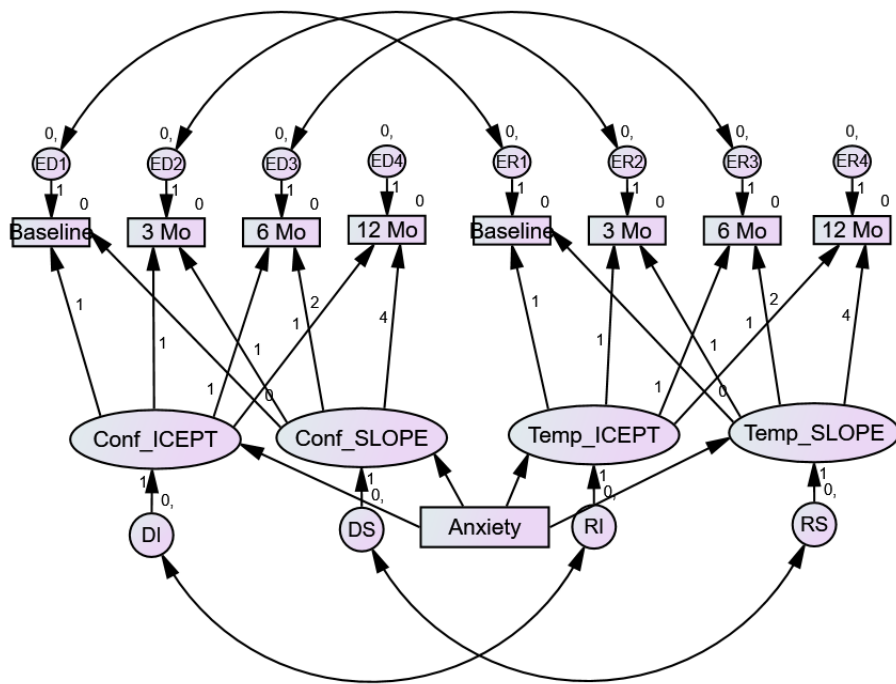 0, 0, 0, 0, 0, 0, 0, 0,
ED1 ED2 ED3 ED4 ER1 ER2 ER3 ER4
1 1 1 1 1 1 1 1
0 0 0 0 0 0 0 0
Baseline 3 Mo 6 Mo 12 Mo Baseline 3 Mo 6 Mo 12 Mo
1 1 1 1 1 2 4 0
1 1 1 1 1 2 4 0
Conf_ICEPT Conf_SLOPE Temp_ICEPT Temp_SLOPE
1 1 1 1
0, 0, 0, 0,
DI DS Anxiety RI RS